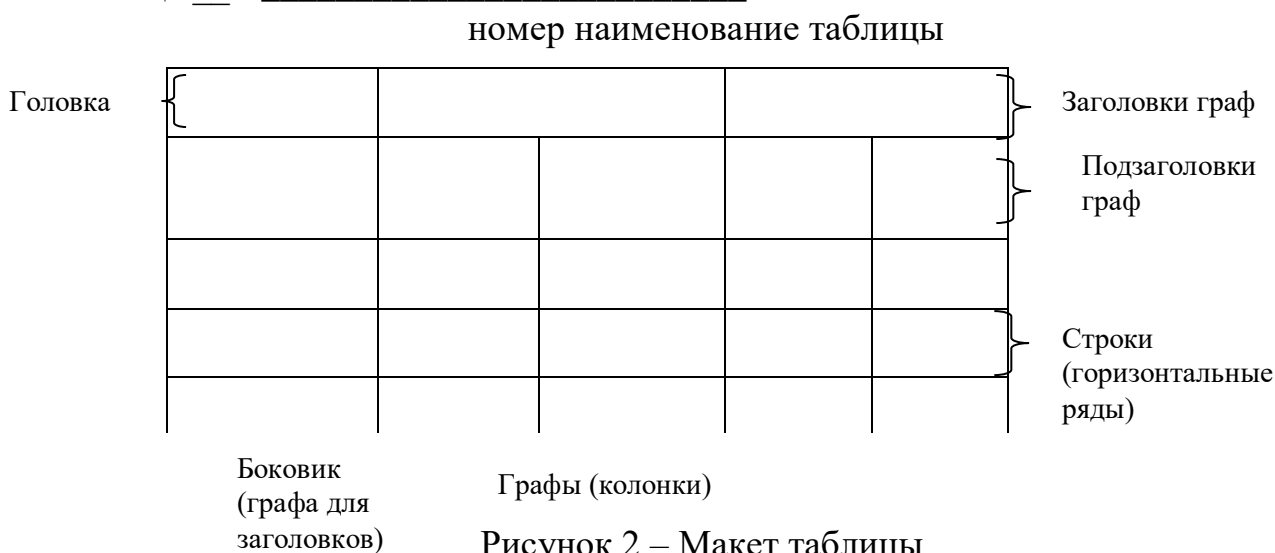 номер наименование таблицы
Головка
Заголовки граф
Подзаголовки
граф
Строки
(горизонтальные
ряды)
Боковик
(графа для
заголовков)
Графы (колонки)
Рисунок 2 – Макет таблицы